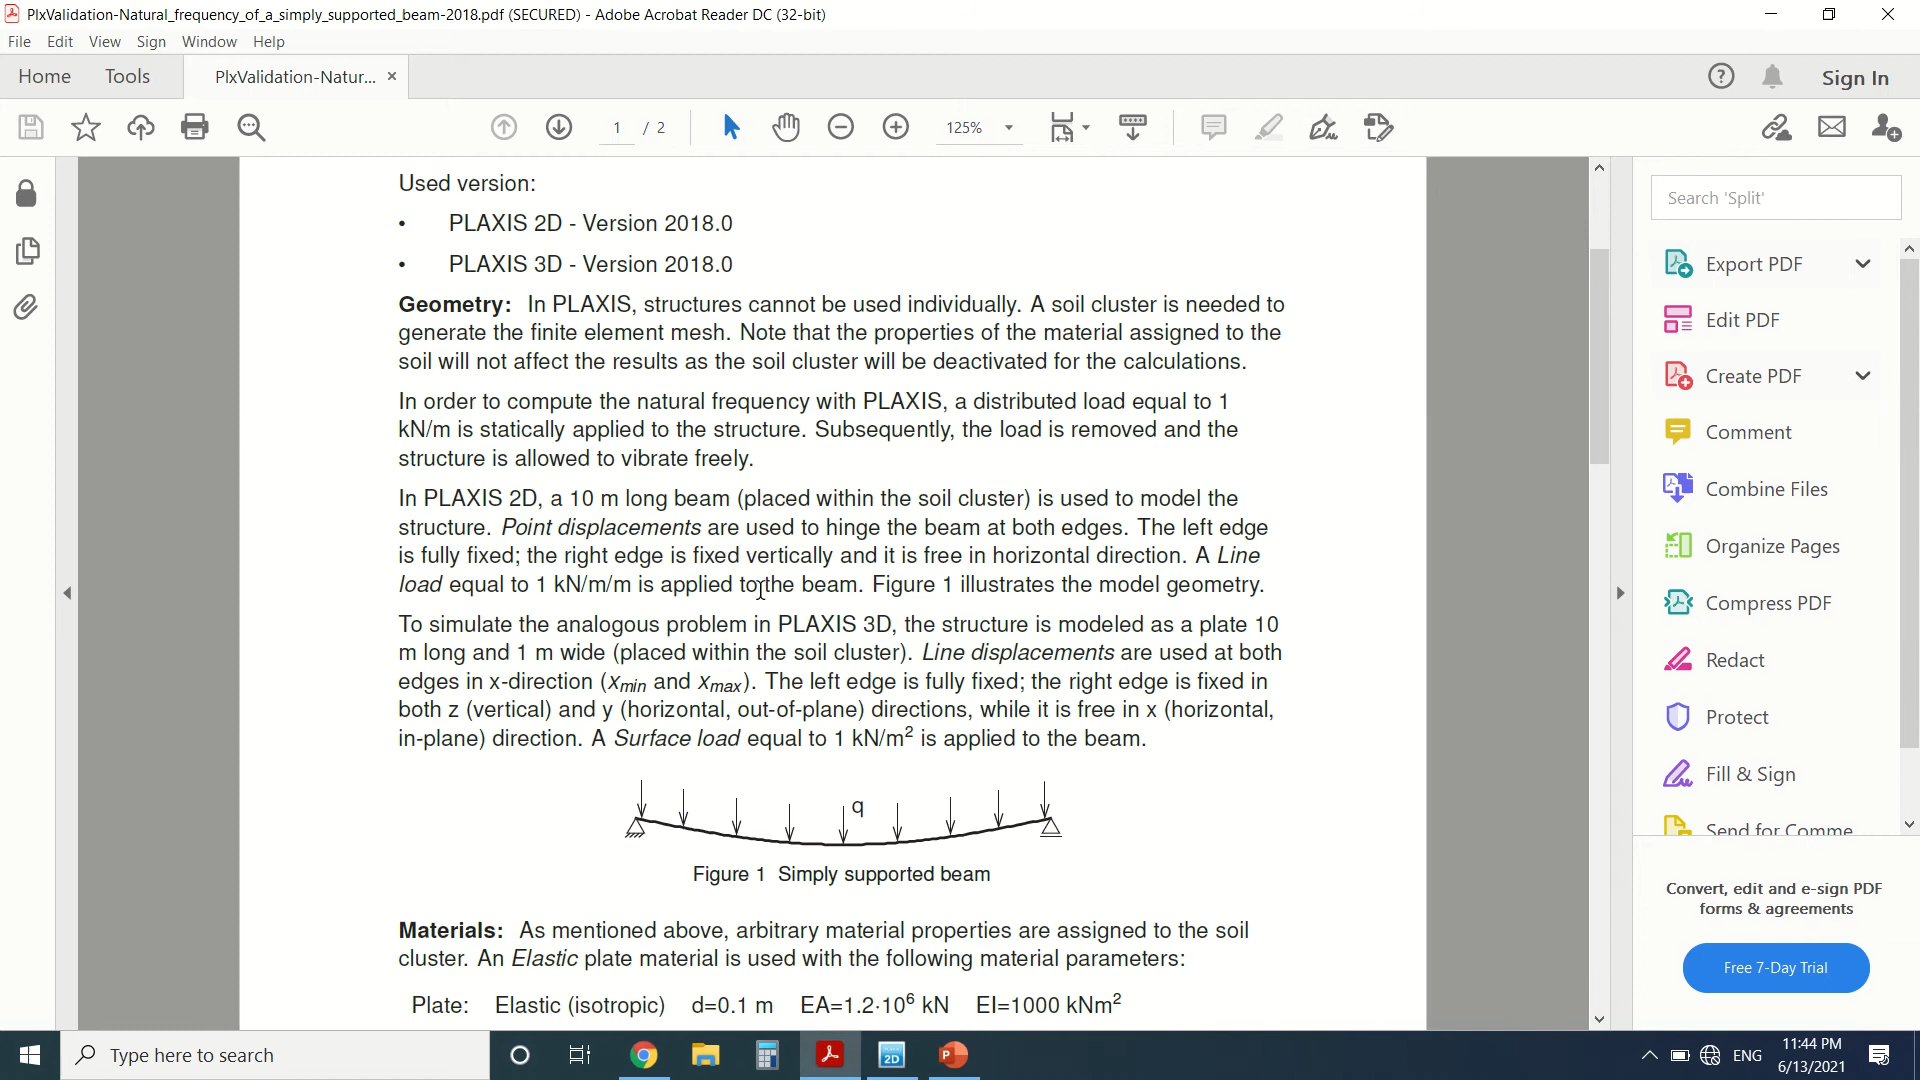 PlxValidation-Natural_frequency_of_a_simply_supported_beam-2018.pdf (SECURED) - Adobe Acrobat Reader DC (32-bit)
File Edit View Sign Window Help
Home Tools PlxValidation-Natur... × Sign In
1 / 2 125%
Used version:
• PLAXIS 2D - Version 2018.0
• PLAXIS 3D - Version 2018.0
Geometry: In PLAXIS, structures cannot be used individually. A soil cluster is needed to
generate the finite element mesh. Note that the properties of the material assigned to the
soil will not affect the results as the soil cluster will be deactivated for the calculations.
In order to compute the natural frequency with PLAXIS, a distributed load equal to 1
kN/m is statically applied to the structure. Subsequently, the load is removed and the
structure is allowed to vibrate freely.
In PLAXIS 2D, a 10 m long beam (placed within the soil cluster) is used to model the
structure. Point displacements are used to hinge the beam at both edges. The left edge
is fully fixed; the right edge is fixed vertically and it is free in horizontal direction. A Line
load equal to 1 kN/m/m is applied to the beam. Figure 1 illustrates the model geometry.
To simulate the analogous problem in PLAXIS 3D, the structure is modeled as a plate 10
m long and 1 m wide (placed within the soil cluster). Line displacements are used at both
edges in x-direction (xmin and xmax). The left edge is fully fixed; the right edge is fixed in
both z (vertical) and y (horizontal, out-of-plane) directions, while it is free in x (horizontal,
in-plane) direction. A Surface load equal to 1 kN/m² is applied to the beam.
q
Figure 1 Simply supported beam
Materials: As mentioned above, arbitrary material properties are assigned to the soil
cluster. An Elastic plate material is used with the following material parameters:
Plate: Elastic (isotropic) d=0.1 m EA=1.2·10⁶ kN EI=1000 kNm²
Search 'Split'
Export PDF
Edit PDF
Create PDF
Comment
Combine Files
Organize Pages
Compress PDF
Redact
Protect
Fill & Sign
Send for Comme
Convert, edit and e-sign PDF
forms & agreements
Free 7-Day Trial
Type here to search
2D
P
ENG
11:44 PM
6/13/2021